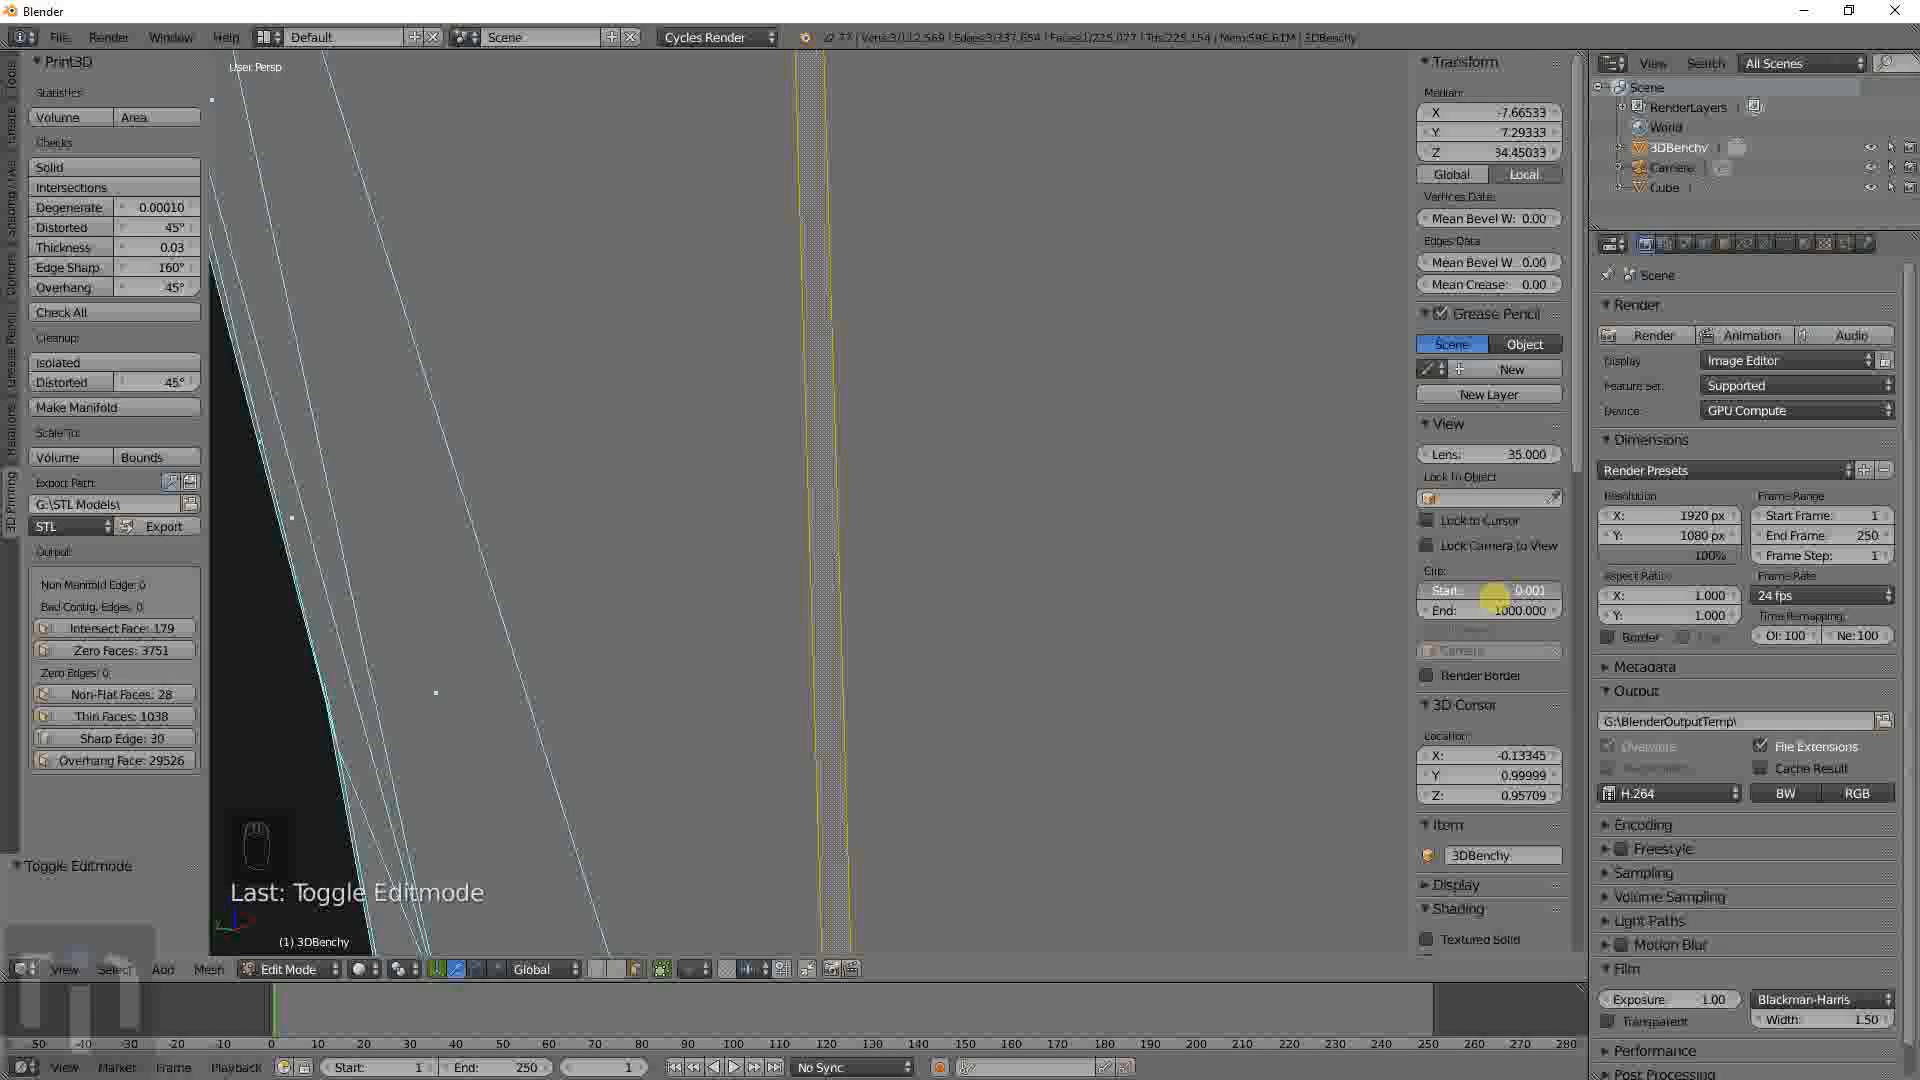 Blender
File Render Window Help Default Scene Cycles Render v2.77 | Verts:3/112,569 | Edges:3/337,654 | Faces:1/225,077 | Tris:225,154 | Mem:596.61M | 3DBenchy
Print3D
Statistics:
Volume Area
Checks:
Solid
Intersections
Degenerate 0.00010
Distorted 45°
Thickness 0.03
Edge Sharp 160°
Overhang 45°
Check All
Cleanup:
Isolated
Distorted 45°
Make Manifold
Scale To:
Volume Bounds
Export Path:
G:\STL Models\
STL Export
Output:
Non Manifold Edge: 0
Bad Contig. Edges: 0
Intersect Face: 179
Zero Faces: 3751
Zero Edges: 0
Non-Flat Faces: 28
Thin Faces: 1038
Sharp Edge: 30
Overhang Face: 29526
Toggle Editmode
Tools
Create
Shading / UVs
Options
Grease Pencil
Relations
3D Printing
User Persp
Last: Toggle Editmode
(1) 3DBenchy
Transform
Median:
X -7.66533
Y 7.29333
Z 34.45033
Global Local
Vertices Data:
Mean Bevel W: 0.00
Edges Data:
Mean Bevel W 0.00
Mean Crease: 0.00
Grease Pencil
Scene Object
New
New Layer
View
Lens: 35.000
Lock to Object
Lock to Cursor
Lock Camera to View
Clip:
Start: 0.001
End: 1000.000
Camera
Render Border
3D Cursor
Location:
X: -0.13345
Y 0.99999
Z: 0.95709
Item
3DBenchy
Display
Shading
Textured Solid
View Search All Scenes
Scene
RenderLayers |
World
3DBenchy |
Camera |
Cube |
Scene
Render
Render Animation Audio
Display Image Editor
Feature Set: Supported
Device: GPU Compute
Dimensions
Render Presets
Resolution: Frame Range:
X: 1920 px Start Frame: 1
Y: 1080 px End Frame: 250
100% Frame Step: 1
Aspect Ratio: Frame Rate:
X: 1.000 24 fps
Y: 1.000 Time Remapping:
Border Ol: 100 Ne: 100
Metadata
Output
G:\BlenderOutputTemp\
Overwrite File Extensions
Cache Result
H.264 BW RGB
Encoding
Freestyle
Sampling
Volume Sampling
Light Paths
Motion Blur
Film
Exposure: 1.00 Blackman-Harris
Transparent Width: 1.50
Performance
Post Processing
View Select Add Mesh Edit Mode Global
-50 -40 -30 -20 -10 0 10 20 30 40 50 60 70 80 90 100 110 120 130 140 150 160 170 180 190 200 210 220 230 240 250 260 270 280
View Marker Frame Playback Start: 1 End: 250 1 No Sync